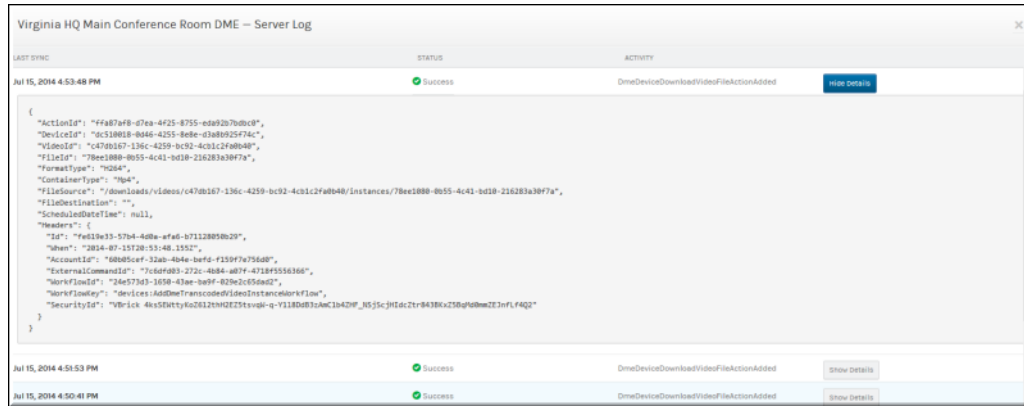 Virginia HQ Main Conference Room DME — Server Log ×
LAST SYNC STATUS ACTIVITY
Jul 15, 2014 4:53:48 PM Success DmeDeviceDownloadVideoFileActionAdded Hide Details
{
"ActionId": "ffa87af8-d7ea-4f25-8755-eda92b7bdbc0",
"DeviceId": "dc510018-0d46-4255-8e8e-d3a8b925f74c",
"VideoId": "c47db167-136c-4259-bc92-4cb1c2fa0b40",
"FileId": "78ee1080-0b55-4c41-bd10-216283a30f7a",
"FormatType": "H264",
"ContainerType": "Mp4",
"FileSource": "/downloads/videos/c47db167-136c-4259-bc92-4cb1c2fa0b40/instances/78ee1080-0b55-4c41-bd10-216283a30f7a",
"FileDestination": "",
"ScheduledDateTime": null,
"Headers": {
"Id": "fe619e33-57b4-4d0a-afa6-b71128050b29",
"When": "2014-07-15T20:53:48.155Z",
"AccountId": "60b05cef-32ab-4b4e-befd-f159f7e756d0",
"ExternalCommandId": "7c6dfd03-272c-4b84-a07f-4718f5556366",
"WorkflowId": "24e573d3-1650-43ae-ba9f-029e2c65dad2",
"WorkflowKey": "devices:AddDmeTranscodedVideoInstanceWorkflow",
"SecurityId": "VBrick
}
}
Jul 15, 2014 4:51:53 PM Success DmeDeviceDownloadVideoFileActionAdded Show Details
Jul 15, 2014 4:50:41 PM Success DmeDeviceDownloadVideoFileActionAdded Show Details